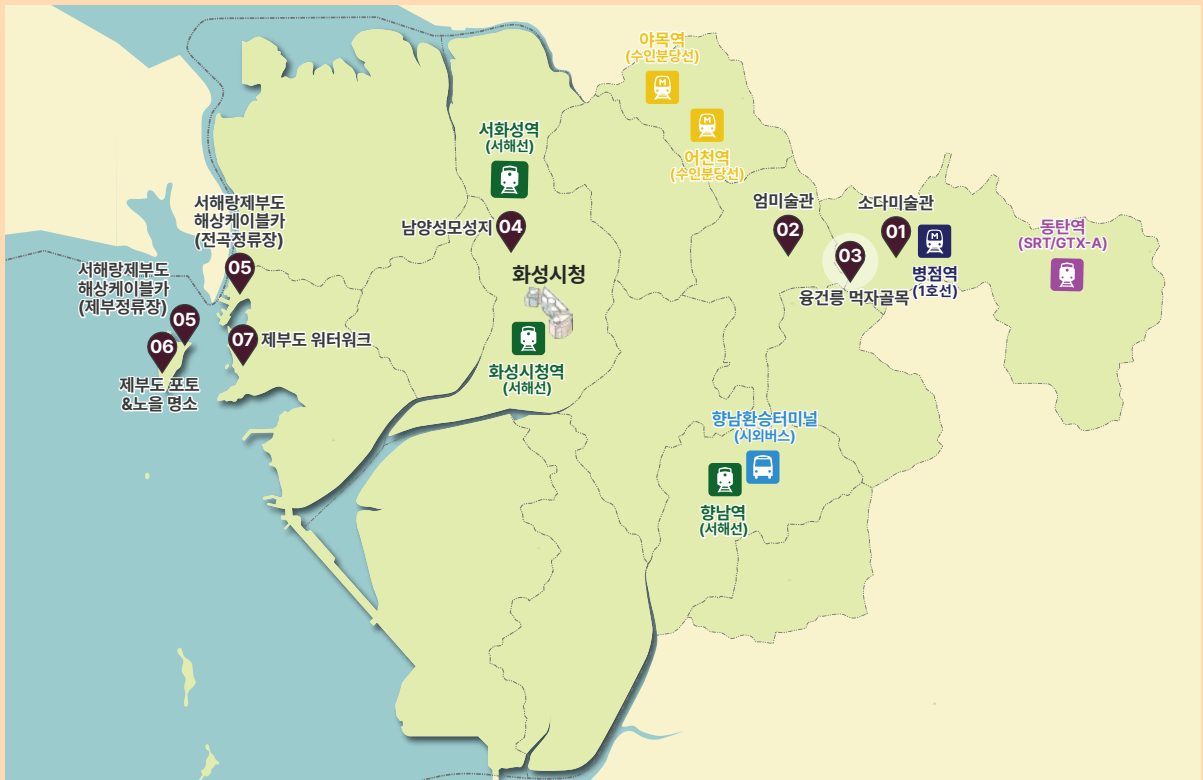 야목역
(수인분당선)
M
M
어천역
(수인분당선)
서화성역
(서해선)
남양성모성지
04
화성시청
화성시청역
(서해선)
엄미술관
02
소다미술관
01
M
병점역
(1호선)
03
융건릉 먹자골목
동탄역
(SRT/GTX-A)
서해랑제부도
해상케이블카
(전곡정류장)
05
서해랑제부도
해상케이블카
(제부정류장)
05
06
제부도 포토
&노을 명소
07
제부도 워터워크
향남환승터미널
(시외버스)
향남역
(서해선)